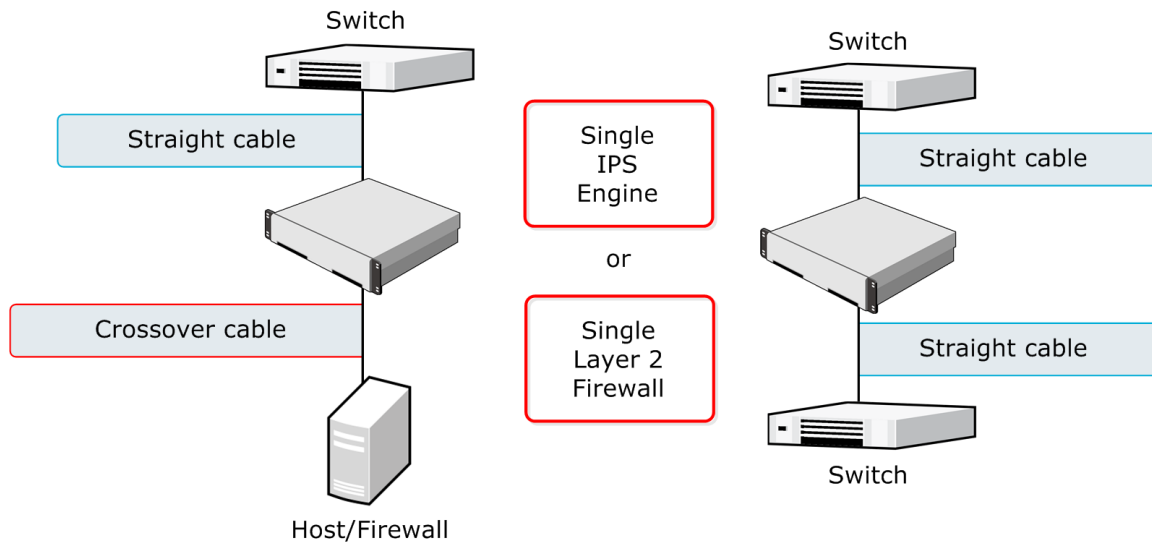 Switch
Straight cable
Crossover cable
Host/Firewall
Single
IPS
Engine
or
Single
Layer 2
Firewall
Switch
Straight cable
Straight cable
Switch